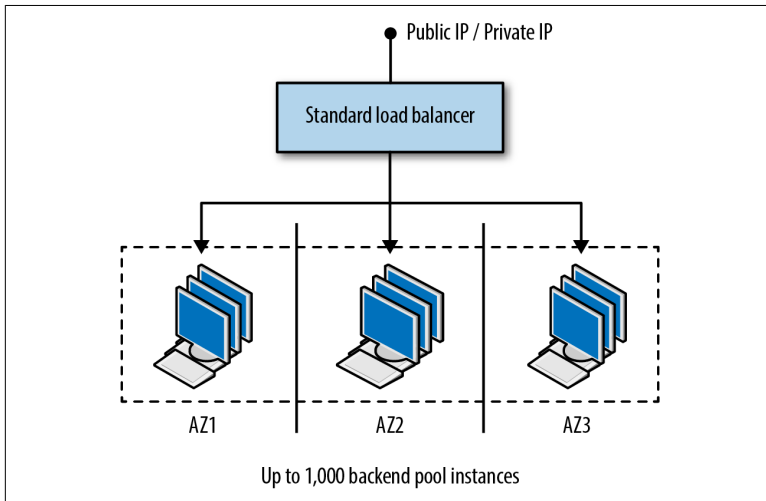 Public IP / Private IP
Standard load balancer
AZ1
AZ2
AZ3
Up to 1,000 backend pool instances